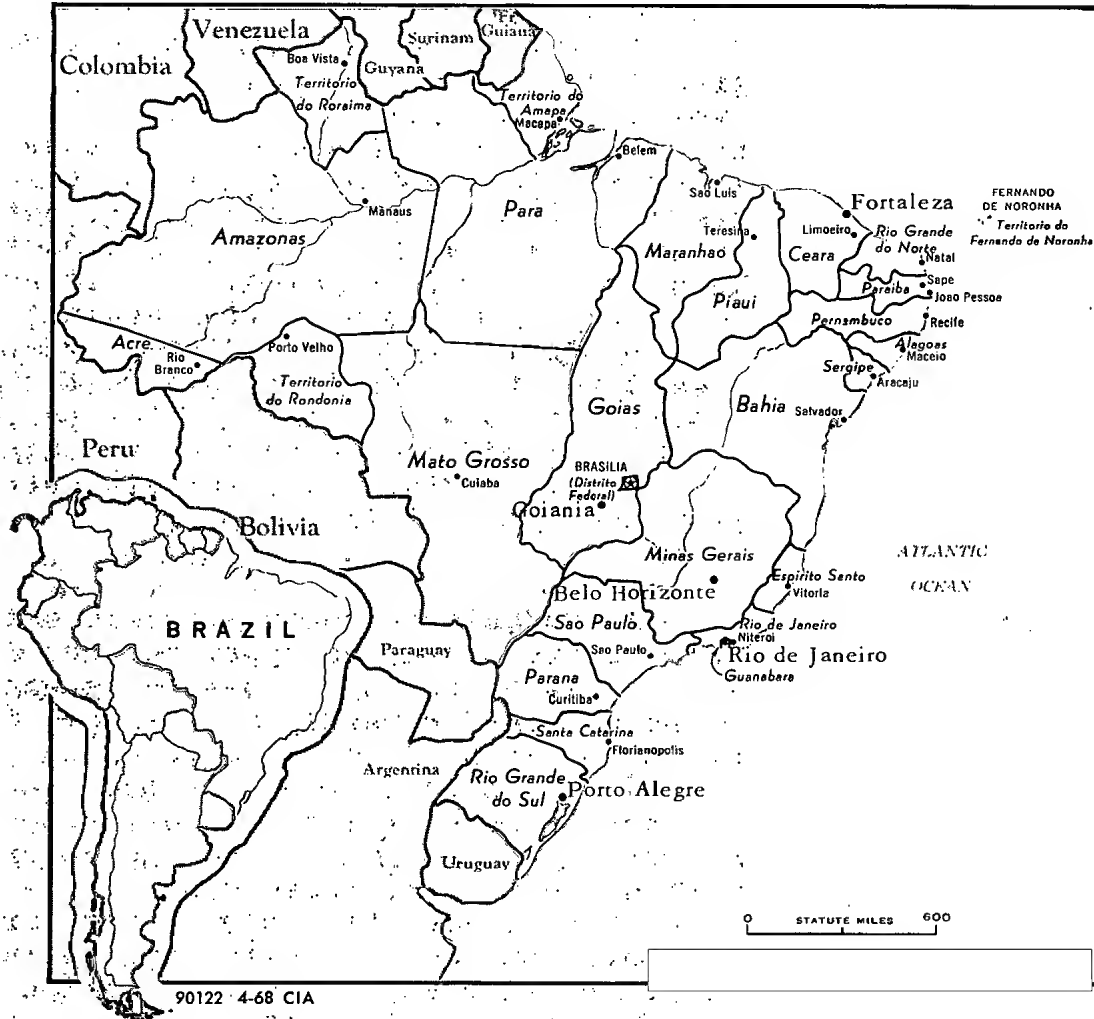 Venezuela
Surinam
Fr
Guiana
Colombia
Boa Vista
Guyana
Territorio
do Roraima
Territorio do
Amapa
Macapa
Belem
Sao Luis
Manaus
Para
Fortaleza
FERNANDO
DE NORONHA
Territorio do
Fernando de Noronha
Amazonas
Teresina
Limoeiro
Rio Grande
do Norte
Natal
Maranhao
Ceara
Sape
Paraiba
Joao Pessoa
Piaui
Pernambuco
Recife
Acre
Rio
Branco
Porto Velho
Alagoas
Maceio
Sergipe
Aracaju
Territorio
do Rondonia
Goias
Bahia
Salvador
Peru
Mato Grosso
Cuiaba
BRASILIA
(Distrito
Federal)
Goiania
Bolivia
Minas Gerais
ATLANTIC
OCEAN
Espirito Santo
Vitoria
Belo Horizonte
BRAZIL
Sao Paulo
Rio de Janeiro
Niteroi
Paraguay
Sao Paulo
Rio de Janeiro
Guanabara
Parana
Curitiba
Santa Catarina
Florianopolis
Argentina
Rio Grande
do Sul
Porto Alegre
Uruguay
0 STATUTE MILES 600
90122 4-68 CIA